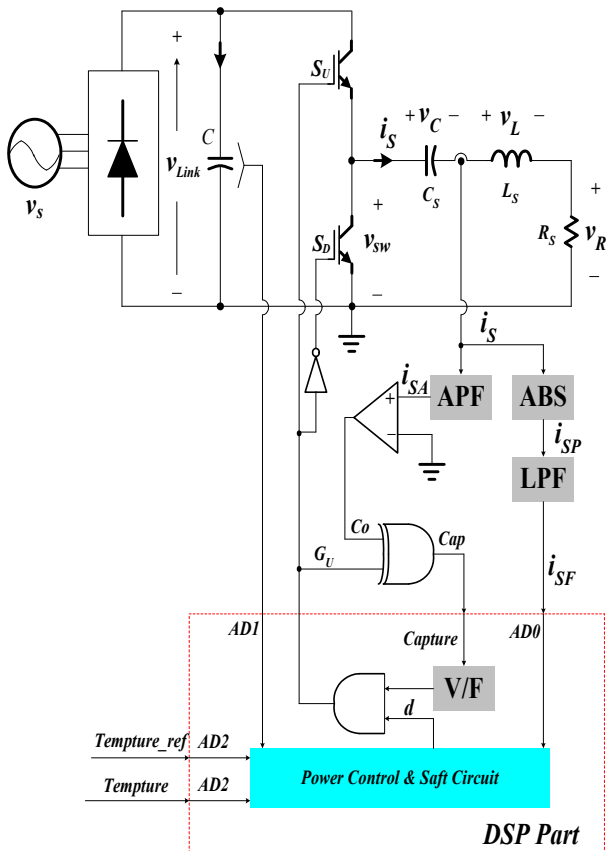 +
S_U
i_S
+ v_C −
+ v_L −
C
v_Link
v_s
C_S
L_S
+
S_D
v_sw
R_S
v_R
+
−
−
−
i_S
i_SA
APF
ABS
+
−
i_SP
LPF
Co
Cap
G_U
i_SF
AD1
Capture
AD0
V/F
d
Tempture_ref
AD2
Power Control & Saft Circuit
Tempture
AD2
DSP Part